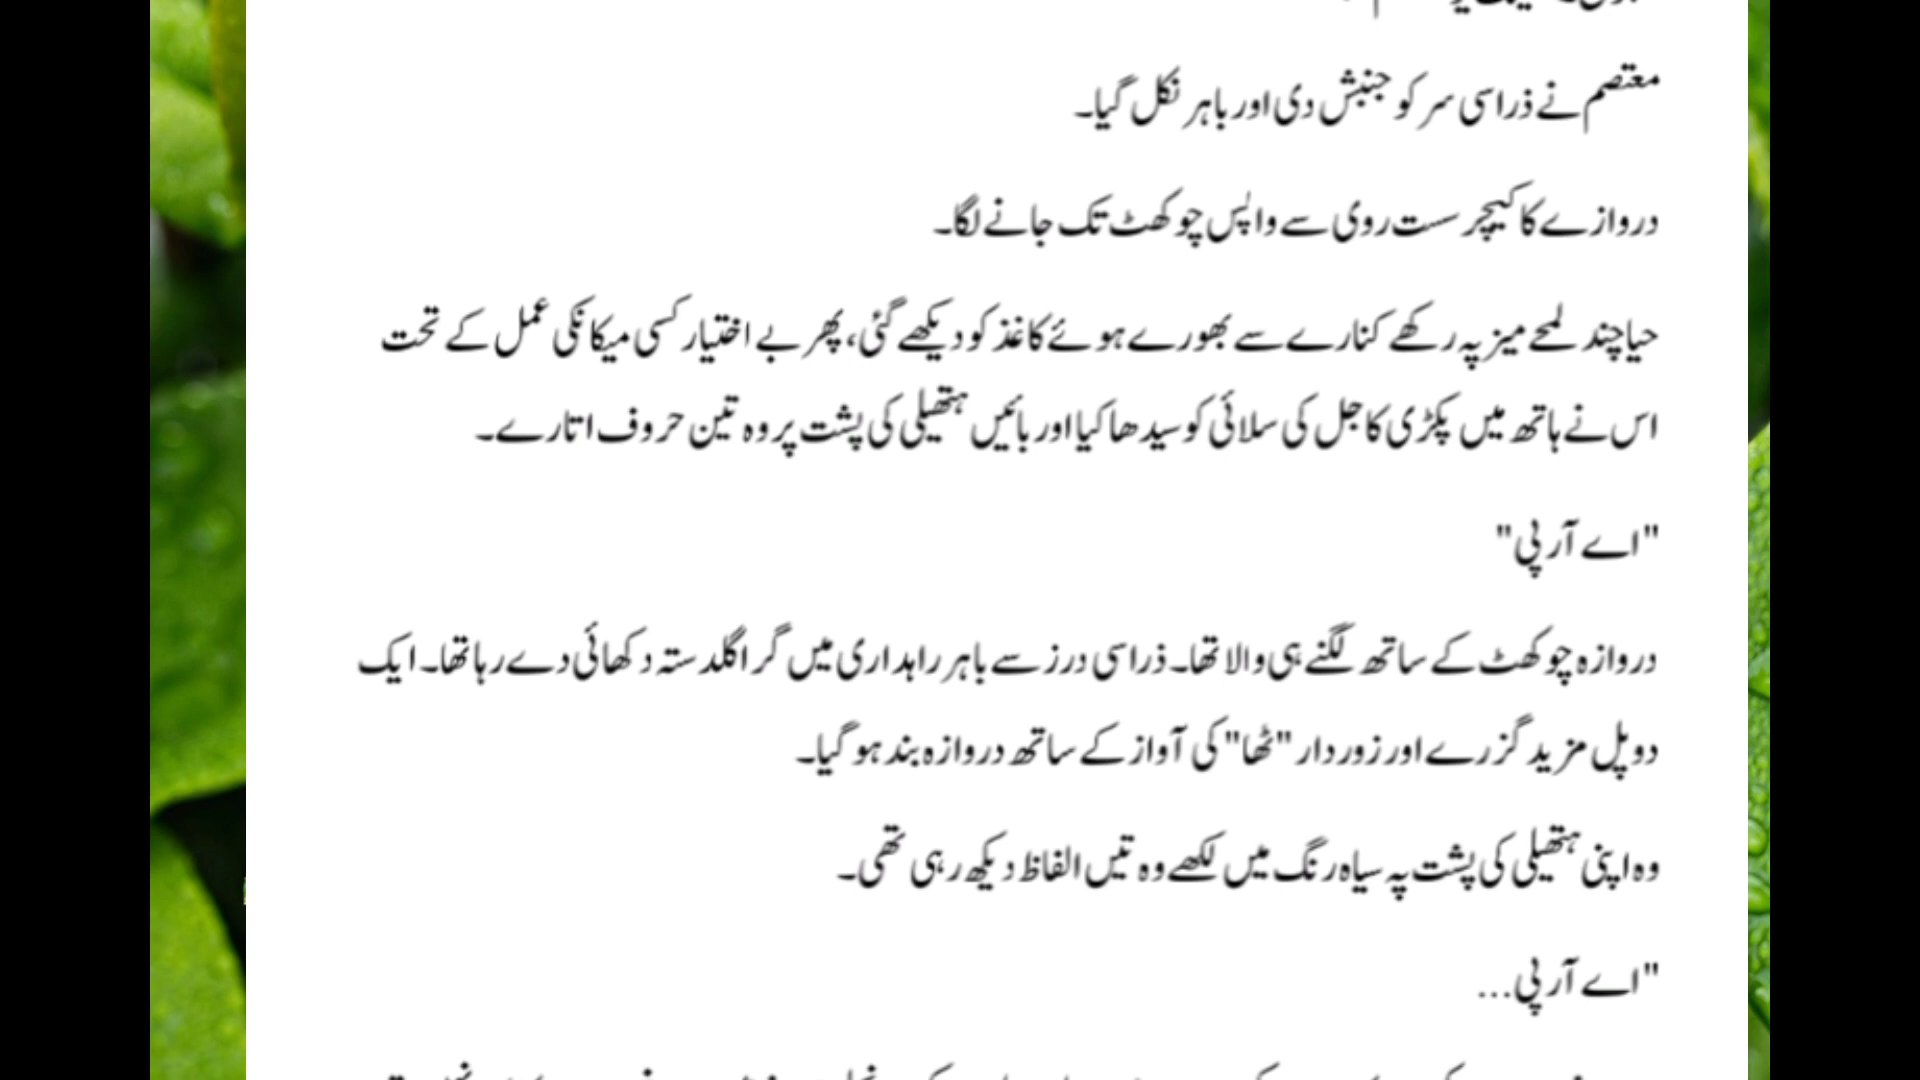 معتصم نے ذرا سی سر کو جنبش دی اور باہر نکل گیا۔
دروازے کا کیچر ست روی سے واپس چوکھٹ تک جانے لگا۔
حیا چند لمحے میز پہ رکھے کنارے سے بھورے ہوئے کاغذ کو دیکھے گئی، پھر بے اختیار کسی میکانکی عمل کے تحت
اس نے ہاتھ میں پکڑی کاجل کی سلائی کو سیدھا کیا اور بائیں ہتھیلی کی پشت پر وہ تین حروف اتارے۔
"اے آر پی"
دروازہ چوکھٹ کے ساتھ لگنے ہی والا تھا۔ ذرا سی درز سے باہر راہداری میں گرا گلدستہ دکھائی دے رہا تھا۔ ایک
دو پل مزید گزرے اور زوردار "ٹھا" کی آواز کے ساتھ دروازہ بند ہو گیا۔
وہ اپنی ہتھیلی کی پشت پہ سیاہ رنگ میں لکھے وہ تیں الفاظ دیکھ رہی تھی۔
"اے آر پی...